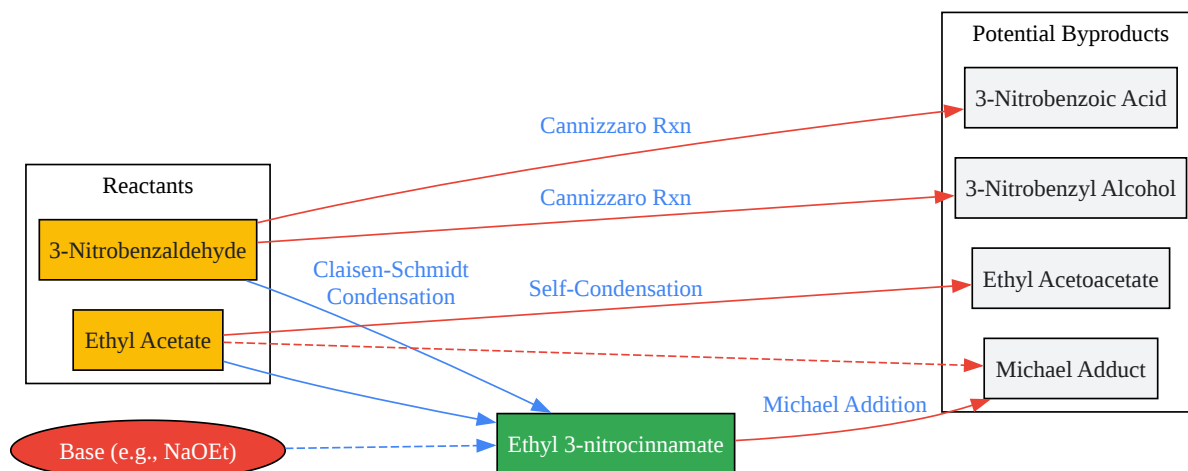 Potential Byproducts
3-Nitrobenzoic Acid
Cannizzaro Rxn
Reactants
3-Nitrobenzyl Alcohol
Cannizzaro Rxn
3-Nitrobenzaldehyde
Claisen-Schmidt
Condensation
Self-Condensation
Ethyl Acetoacetate
Ethyl Acetate
Michael Adduct
Michael Addition
Base (e.g., NaOEt)
Ethyl 3-nitrocinnamate